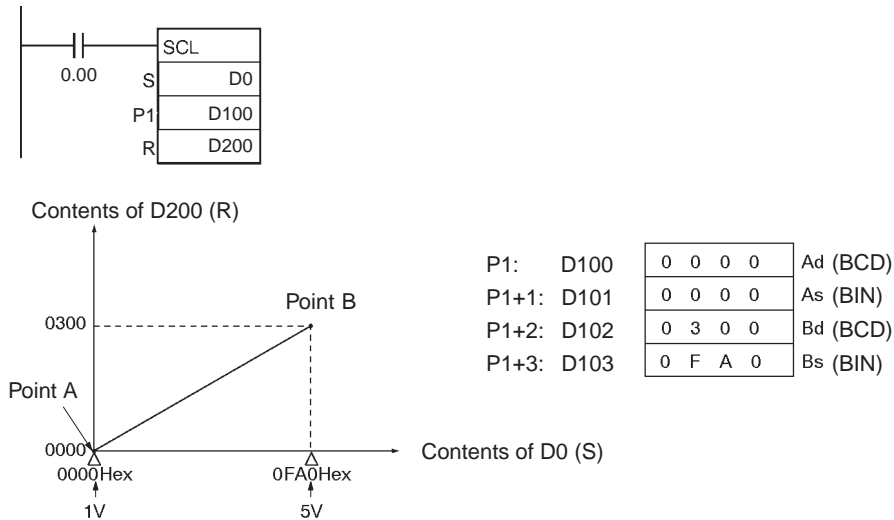 SCL
0.00
S D0
P1 D100
R D200
Contents of D200 (R)
Point B
0300
Point A
0000
0000Hex
0FA0Hex
Contents of D0 (S)
1V
5V
P1: D100 0 0 0 0 Ad (BCD)
P1+1: D101 0 0 0 0 As (BIN)
P1+2: D102 0 3 0 0 Bd (BCD)
P1+3: D103 0 F A 0 Bs (BIN)